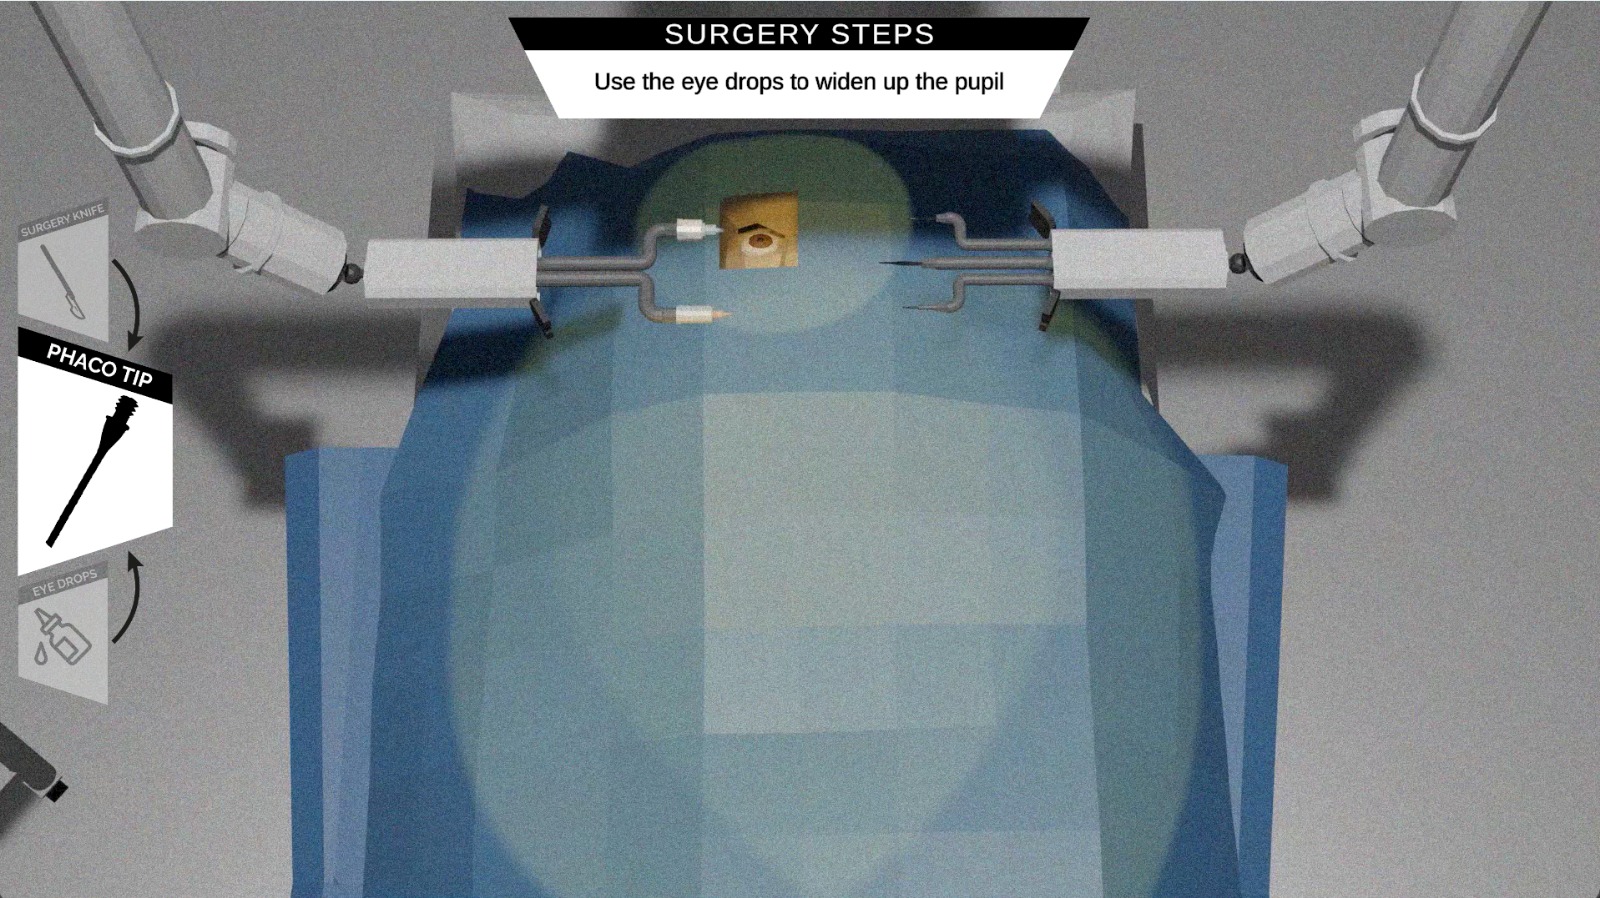 SURGERY STEPS
Use the eye drops to widen up the pupil
SURGERY KNIFE
PHACO TIP
EYE DROPS